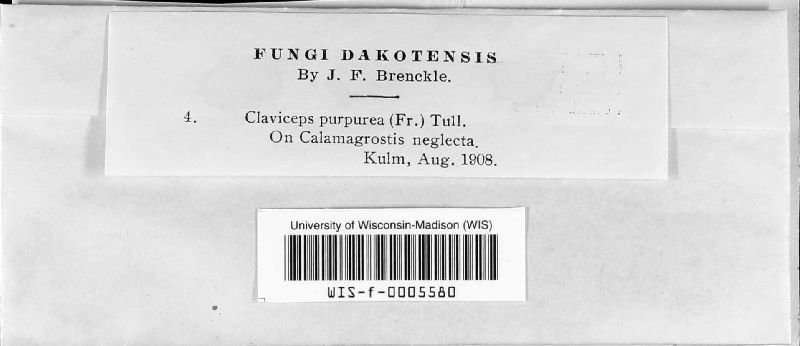 FUNGI DAKOTENSIS
By J. F. Brenckle.
4. Claviceps purpurea (Fr.) Tull.
On Calamagrostis neglecta.
Kulm, Aug. 1908.
University of Wisconsin-Madison (WIS)
WIS-f-0005580